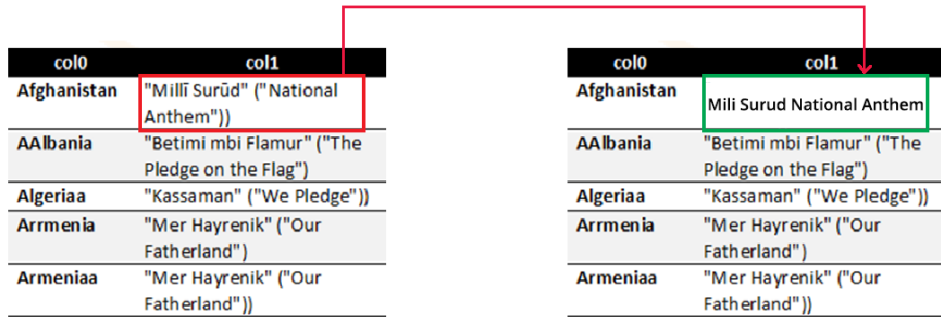 col0 col1
Afghanistan "Millī Surūd" ("National
Anthem"))
AAlbania "Betimi mbi Flamur" ("The
Pledge on the Flag")
Algeriaa "Kassaman" ("We Pledge"))
Arrmenia "Mer Hayrenik" ("Our
Fatherland")
Armeniaa "Mer Hayrenik" ("Our
Fatherland"))
col0 col1
Afghanistan Mili Surud National Anthem
AAlbania "Betimi mbi Flamur" ("The
Pledge on the Flag")
Algeriaa "Kassaman" ("We Pledge"))
Arrmenia "Mer Hayrenik" ("Our
Fatherland")
Armeniaa "Mer Hayrenik" ("Our
Fatherland"))